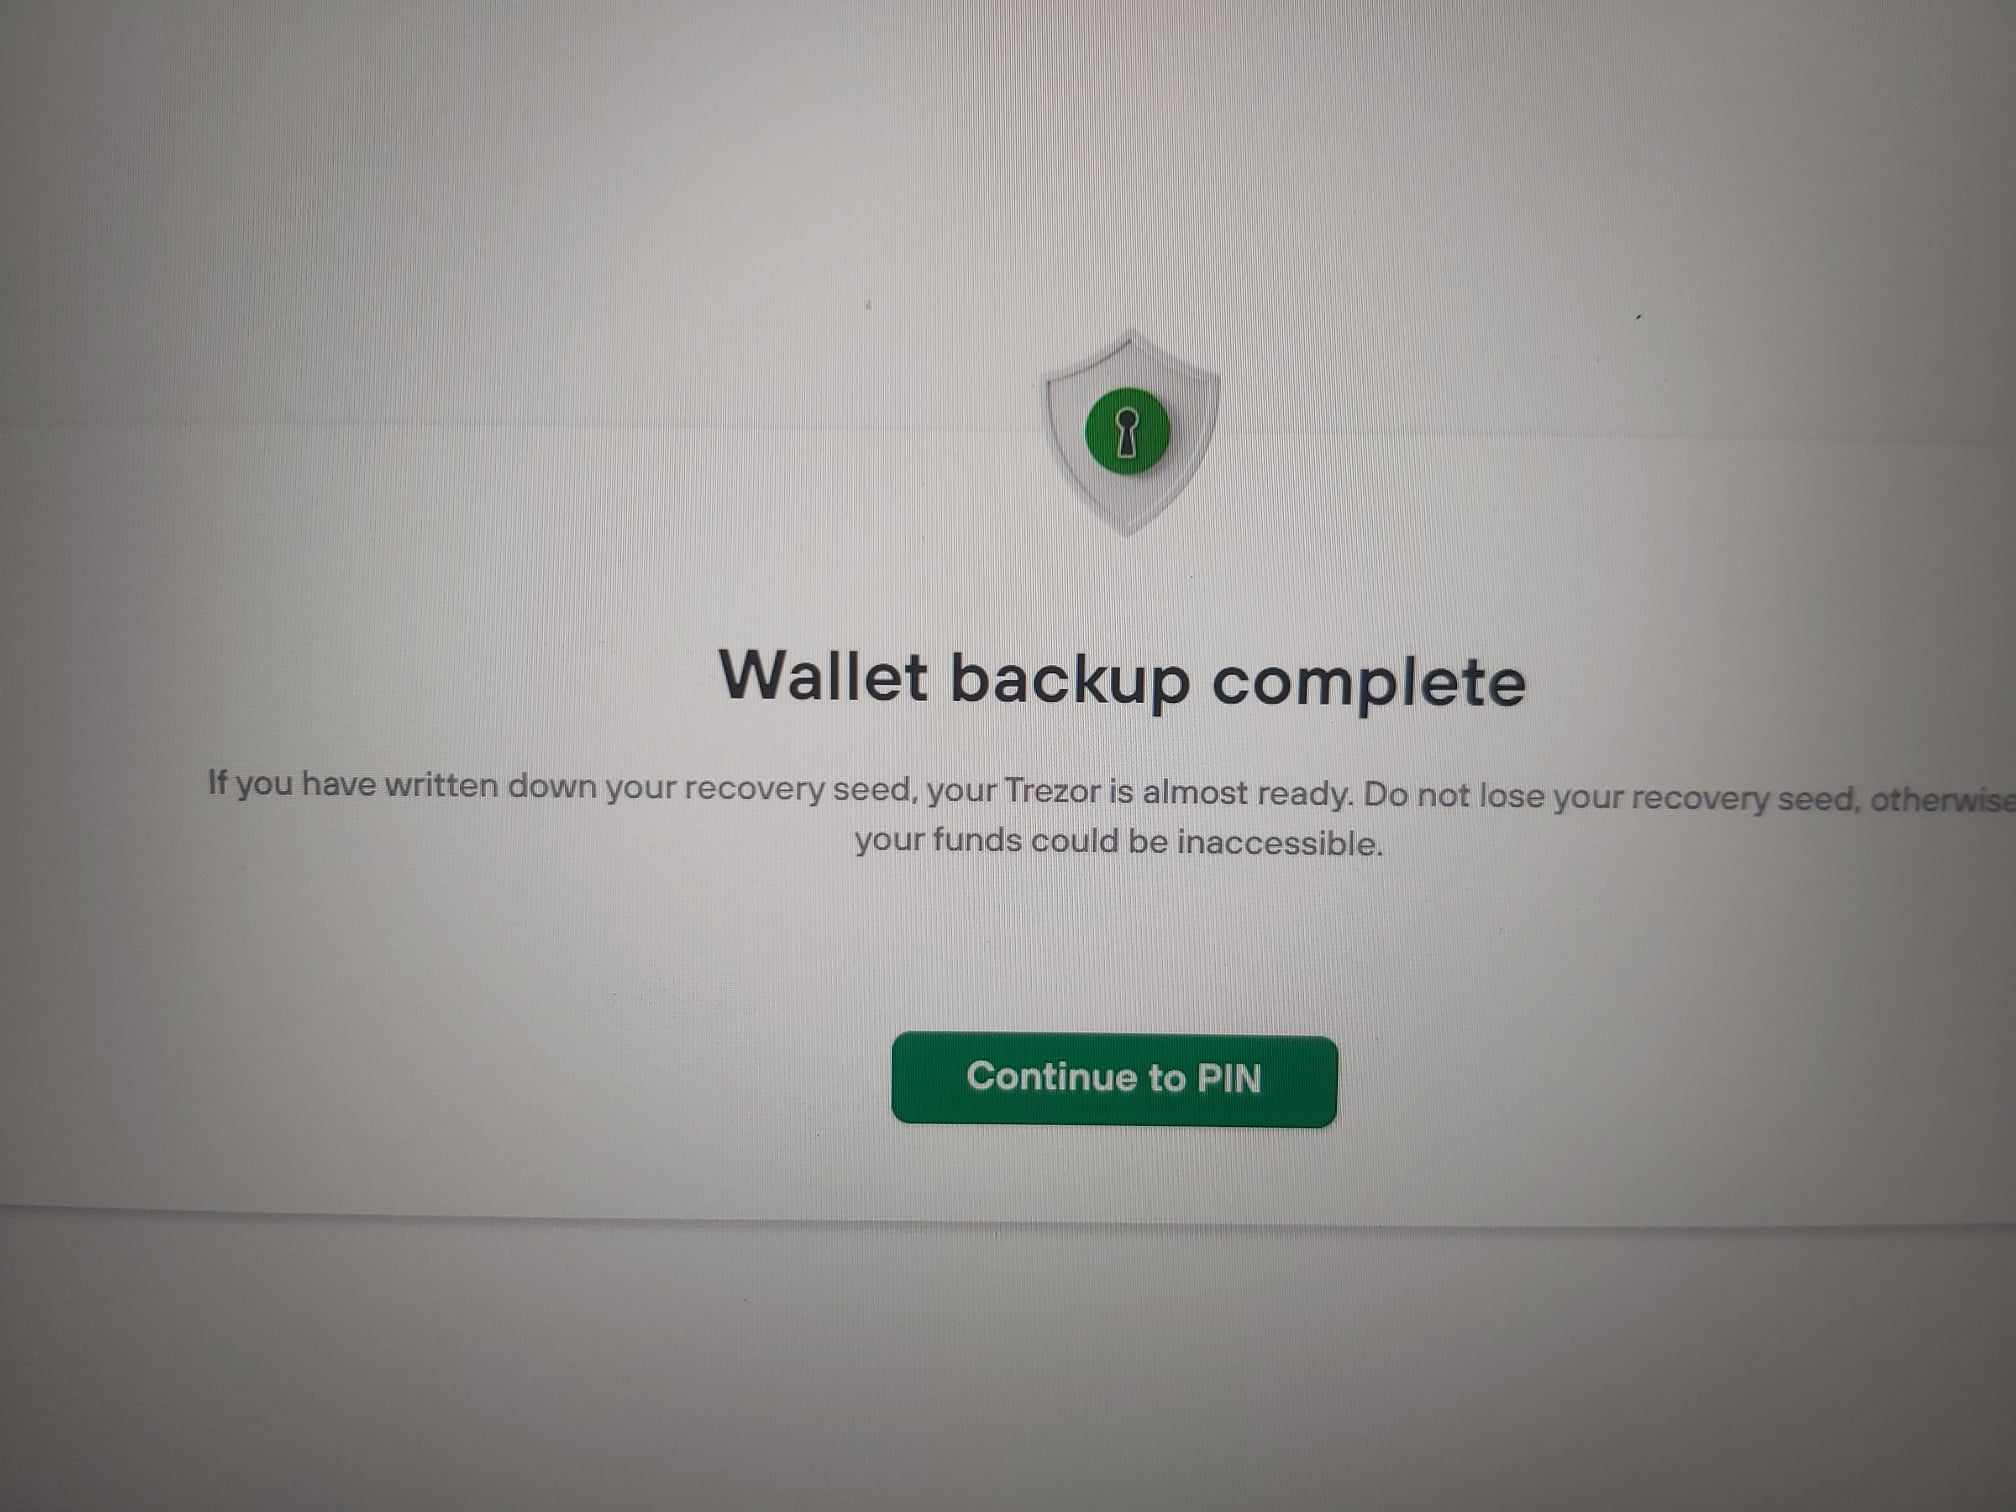 Wallet backup complete
If you have written down your recovery seed, your Trezor is almost ready. Do not lose your recovery seed, otherwise
your funds could be inaccessible.
Continue to PIN